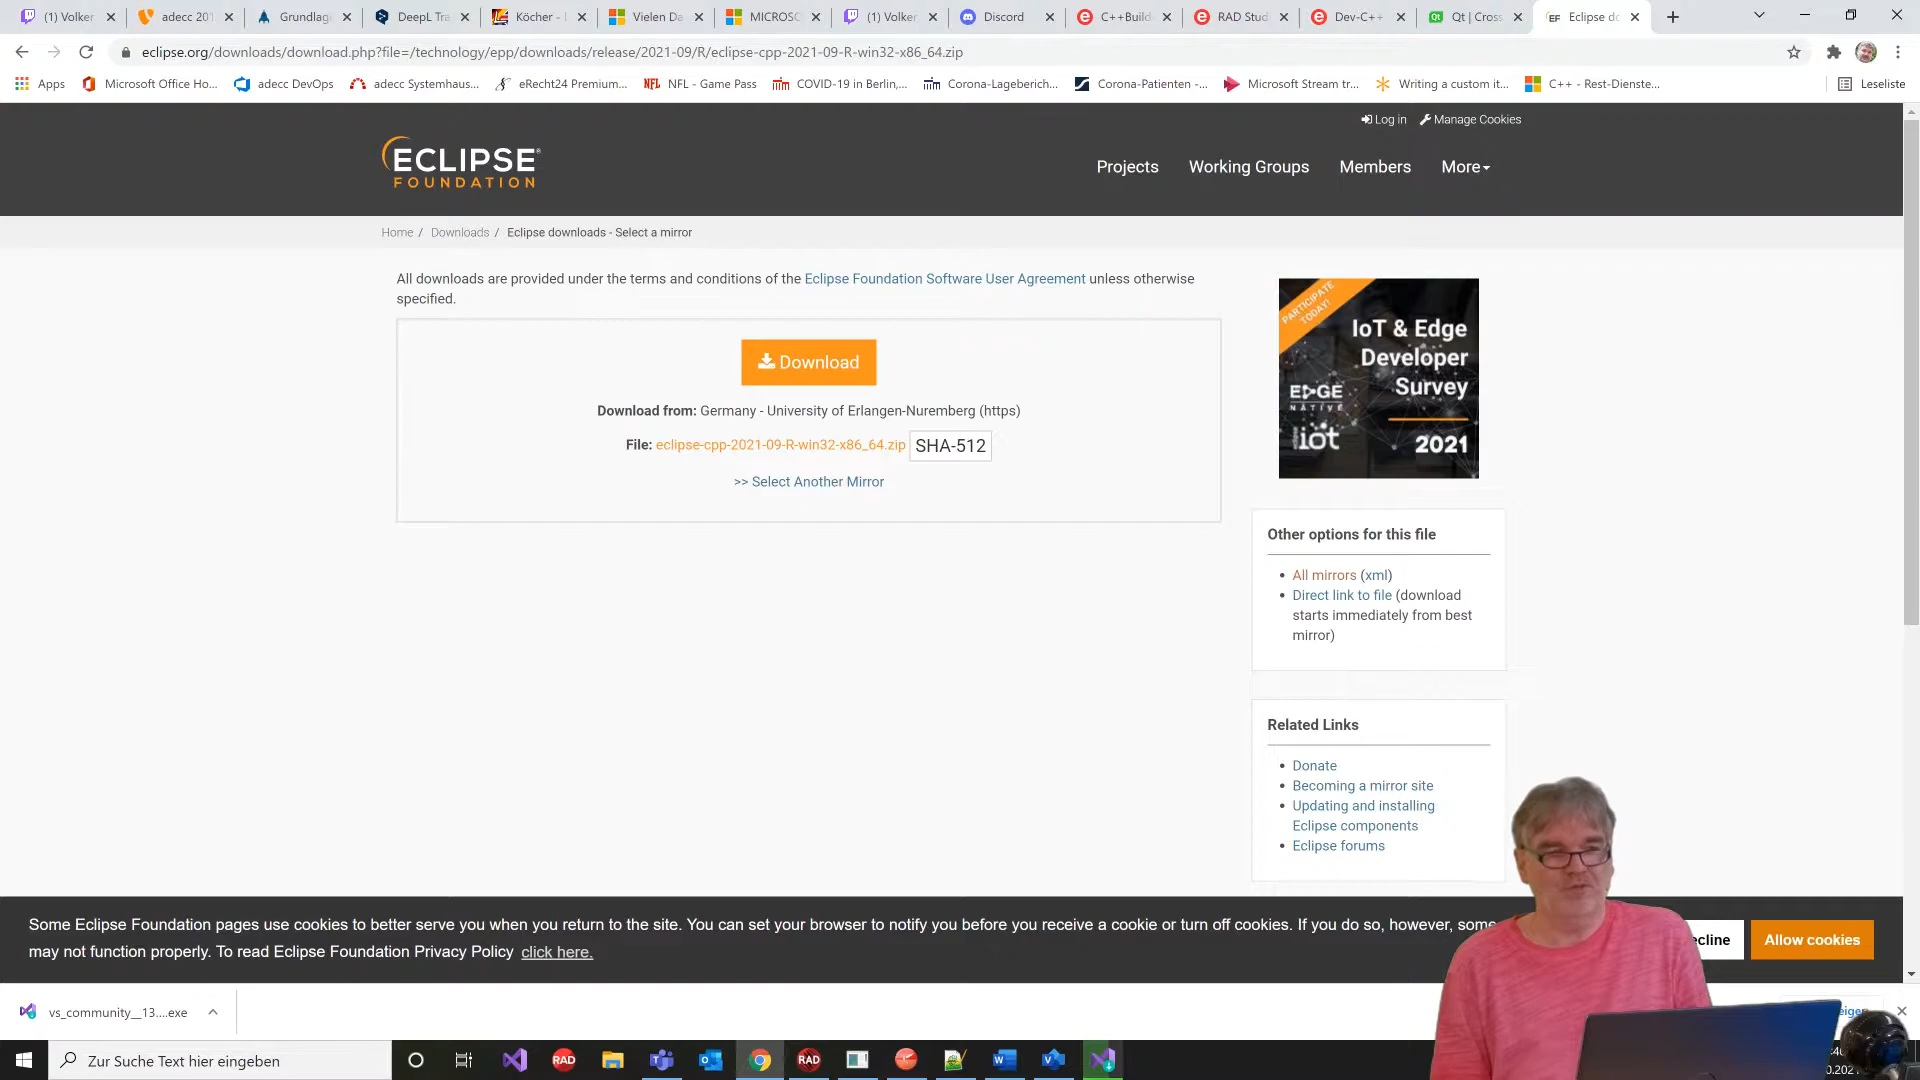 (1) Volker
adecc 201
Grundlag
DeepL Tra
Köcher -
Vielen Da
MICROSC
(1) Volker
Discord
C++Build
RAD Stud
Dev-C++
Qt | Cross
Eclipse do
eclipse.org/downloads/download.php?file=/technology/epp/downloads/release/2021-09/R/eclipse-cpp-2021-09-R-win32-x86_64.zip
Apps
Microsoft Office Ho...
adecc DevOps
adecc Systemhaus...
eRecht24 Premium...
NFL - Game Pass
COVID-19 in Berlin,...
Corona-Lageberich...
Corona-Patienten -...
Microsoft Stream tr...
Writing a custom it...
C++ - Rest-Dienste...
Leseliste
Log in
Manage Cookies
ECLIPSE®
FOUNDATION
Projects
Working Groups
Members
More
Home / Downloads / Eclipse downloads - Select a mirror
All downloads are provided under the terms and conditions of the Eclipse Foundation Software User Agreement unless otherwise
specified.
Download
Download from: Germany - University of Erlangen-Nuremberg (https)
File: eclipse-cpp-2021-09-R-win32-x86_64.zip SHA-512
>> Select Another Mirror
PARTICIPATE
TODAY!
IoT & Edge
Developer
Survey
EDGE
NATIVE
iot
2021
Other options for this file
All mirrors (xml)
Direct link to file (download
starts immediately from best
mirror)
Related Links
Donate
Becoming a mirror site
Updating and installing
Eclipse components
Eclipse forums
Some Eclipse Foundation pages use cookies to better serve you when you return to the site. You can set your browser to notify you before you receive a cookie or turn off cookies. If you do so, however, some
may not function properly. To read Eclipse Foundation Privacy Policy click here.
ecline
Allow cookies
vs_community__13....exe
Zur Suche Text hier eingeben
RAD
RAD